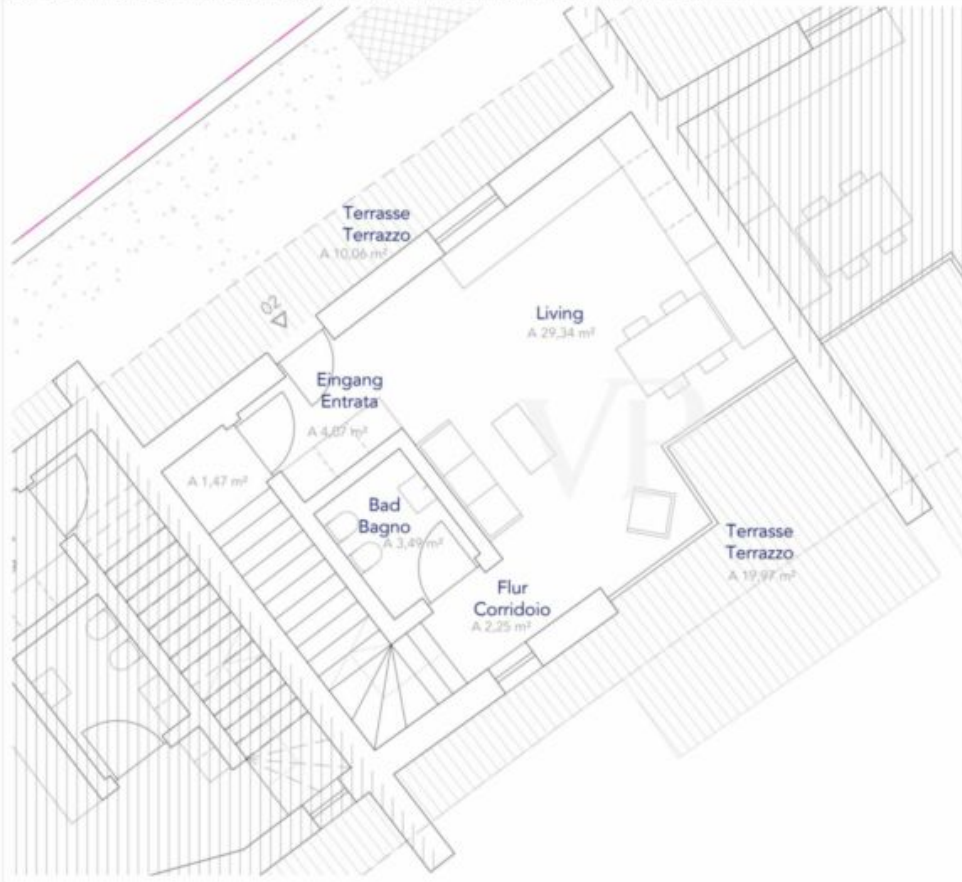 Terrasse
Terrazzo
A 10,06 m²
02
Living
A 29,34 m²
Eingang
Entrata
A 4,07 m²
A 1,47 m²
Bad
Bagno
A 3,49 m²
Flur
Corridoio
A 2,25 m²
Terrasse
Terrazzo
A 19,97 m²
VP